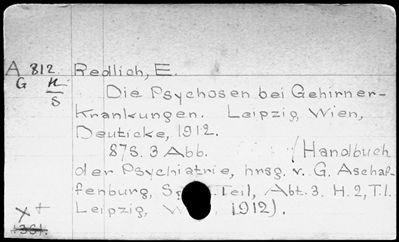 A 812 Redlich, E.
G H
S
Die Psychosen bei Gehirner-
krankungen. Leipzig, Wien,
Deuticke, 1912.
87S. 3 Abb. (Handbuch
der Psychiatrie, hrsg. v. G. Aschaf-
fenburg, Teil, Abt. 3. H. 2, T.1.
Leipzig, 1912).